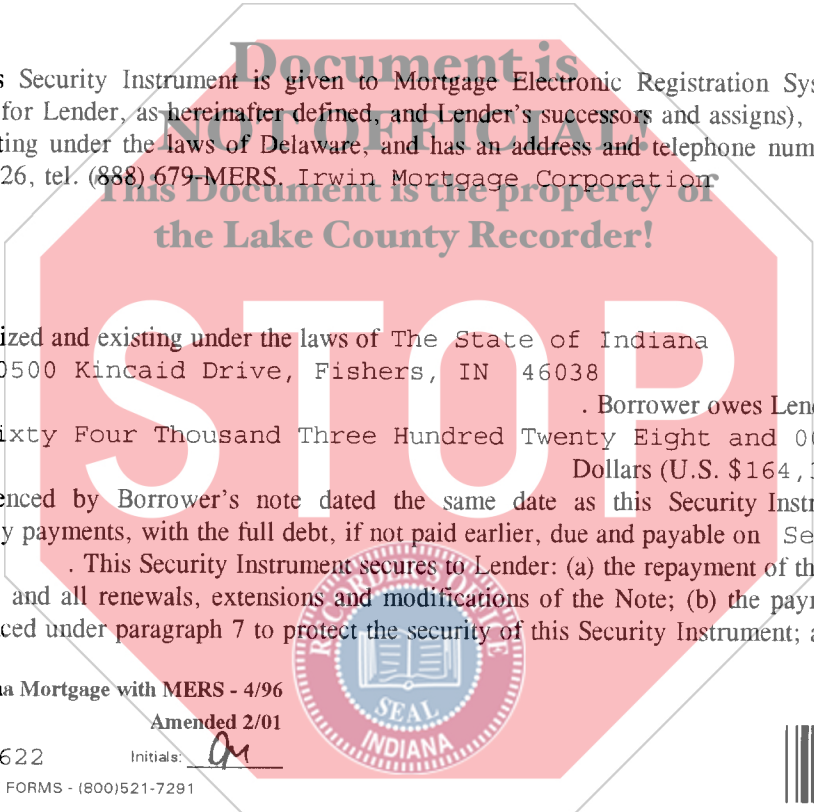 Document is
s Security Instrument is given to Mortgage Electronic Registration Sys
for Lender, as hereinafter defined, and Lender's successors and assigns),
NOT OFFICIAL!
ting under the laws of Delaware, and has an address and telephone num
26, tel. (888) 679-MERS. Irwin Mortgage Corporation
This Document is the property of
the Lake County Recorder!
STOP
ized and existing under the laws of The State of Indiana
0500 Kincaid Drive, Fishers, IN 46038
. Borrower owes Lend
ixty Four Thousand Three Hundred Twenty Eight and 00
Dollars (U.S. $164,3
enced by Borrower's note dated the same date as this Security Instr
y payments, with the full debt, if not paid earlier, due and payable on Se
. This Security Instrument secures to Lender: (a) the repayment of th
and all renewals, extensions and modifications of the Note; (b) the payn
ced under paragraph 7 to protect the security of this Security Instrument; a
RECORDER'S OFFICE
SEAL
INDIANA
na Mortgage with MERS - 4/96
Amended 2/01
622 Initials:
FORMS - (800)521-7291